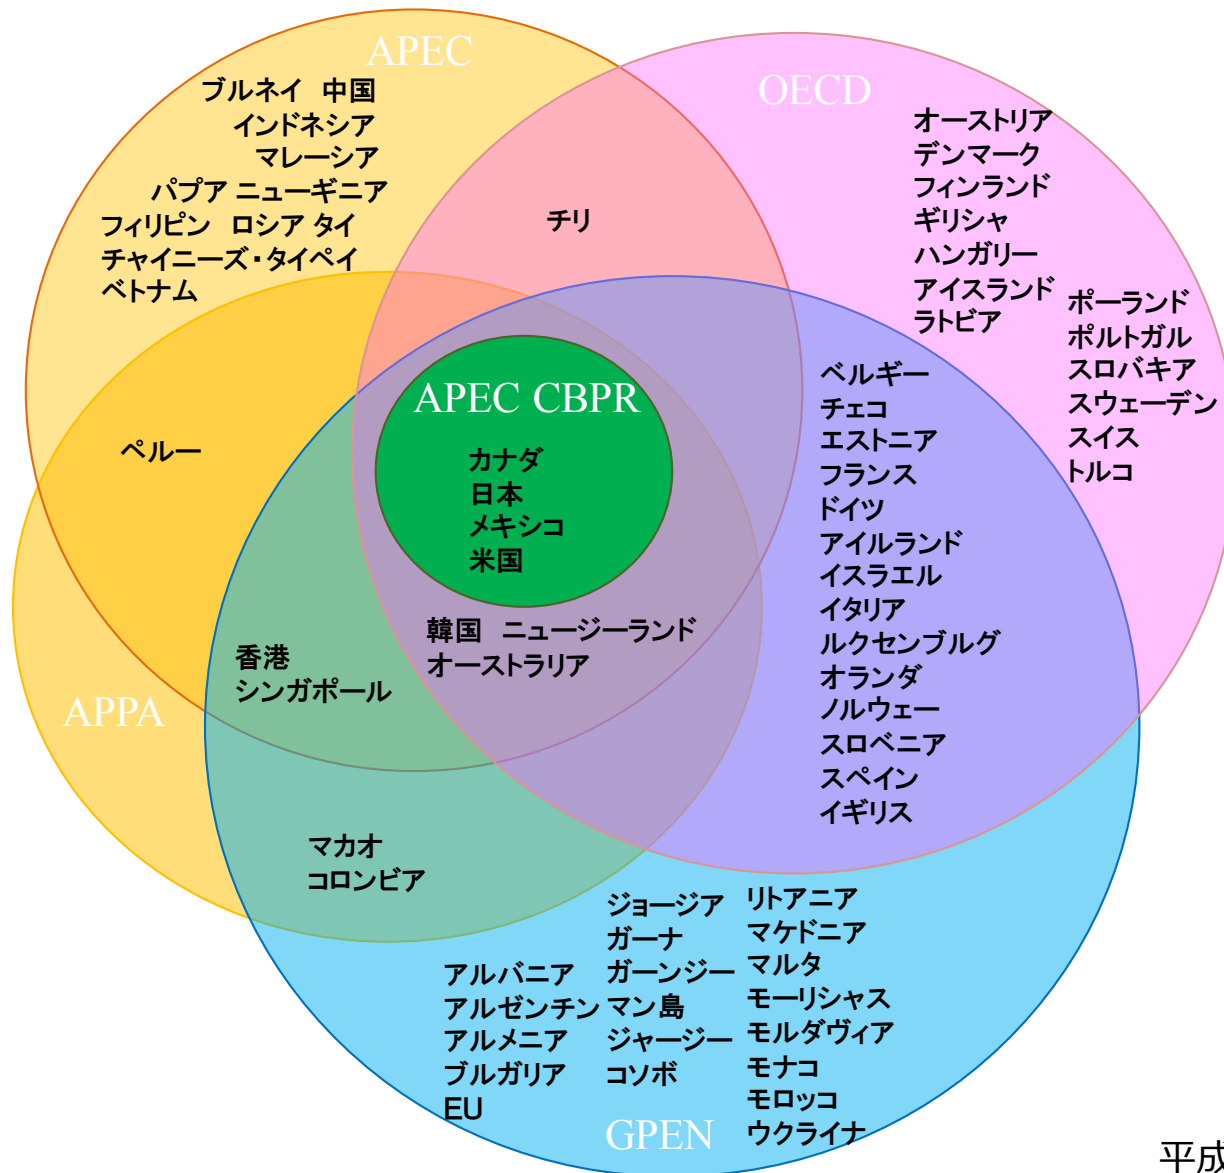 APEC
ブルネイ　中国
インドネシア
マレーシア
パプア ニューギニア
フィリピン　ロシア タイ
チャイニーズ・タイペイ
ベトナム
OECD
オーストリア
デンマーク
フィンランド
ギリシャ
ハンガリー
アイスランド
ラトビア
ポーランド
ポルトガル
スロバキア
スウェーデン
スイス
トルコ
チリ
APEC CBPR
カナダ
日本
メキシコ
米国
ペルー
ベルギー
チェコ
エストニア
フランス
ドイツ
アイルランド
イスラエル
イタリア
ルクセンブルグ
オランダ
ノルウェー
スロベニア
スペイン
イギリス
韓国　ニュージーランド
オーストラリア
香港
シンガポール
APPA
マカオ
コロンビア
アルバニア
アルゼンチン
アルメニア
ブルガリア
EU
ジョージア
ガーナ
ガーンジー
マン島
ジャージー
コソボ
リトアニア
マケドニア
マルタ
モーリシャス
モルダヴィア
モナコ
モロッコ
ウクライナ
GPEN
平成